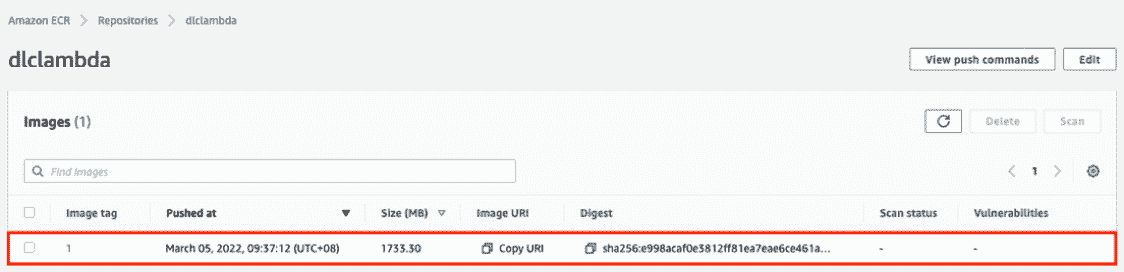 Amazon ECR > Repositories > dlclambda
dlclambda View push commands Edit
Images (1) Delete Scan
Find Images
1
Image tag Pushed at Size (MB) Image URI Digest Scan status Vulnerabilities
1 March 05, 2022, 09:37:12 (UTC+08) 1733.30 Copy URI sha256:e998acaf0e3812ff81ea7eae6ce461a... - -